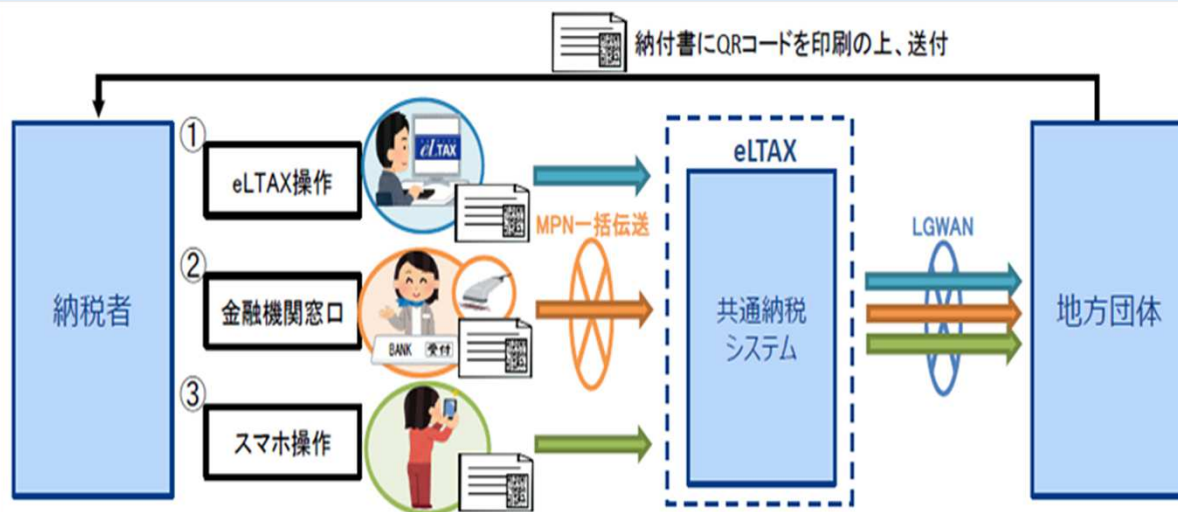 納付書にQRコードを印刷の上、送付
納税者
①
eLTAX操作
eLTAX
②
金融機関窓口
BANK 受付
③
スマホ操作
MPN一括伝送
eLTAX
共通納税
システム
LGWAN
地方団体